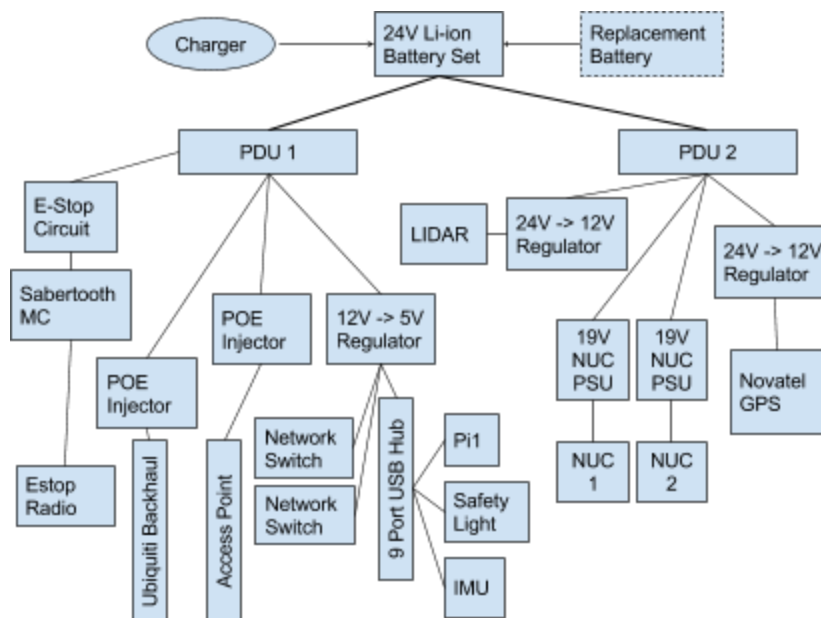 Charger
24V Li-ion
Battery Set
Replacement
Battery
PDU 1
PDU 2
E-Stop
Circuit
LIDAR
24V -> 12V
Regulator
24V -> 12V
Regulator
Sabertooth
MC
POE
Injector
12V -> 5V
Regulator
19V
NUC
PSU
19V
NUC
PSU
Novatel
GPS
POE
Injector
Network
Switch
Pi1
NUC
1
NUC
2
Estop
Radio
Ubiquiti Backhaul
Access Point
Network
Switch
9 Port USB Hub
Safety
Light
IMU